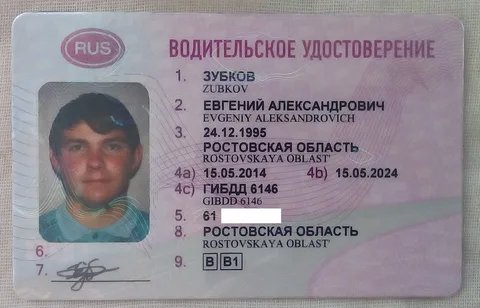 RUS
ВОДИТЕЛЬСКОЕ УДОСТОВЕРЕНИЕ
1. ЗУБКОВ
ZUBKOV
2. ЕВГЕНИЙ АЛЕКСАНДРОВИЧ
EVGENIY ALEKSANDROVICH
3. 24.12.1995
РОСТОВСКАЯ ОБЛАСТЬ
ROSTOVSKAYA OBLAST'
4a) 15.05.2014 4b) 15.05.2024
4c) ГИБДД 6146
GIBDD 6146
5. 61
6.
8. РОСТОВСКАЯ ОБЛАСТЬ
ROSTOVSKAYA OBLAST'
7.
9. B B1